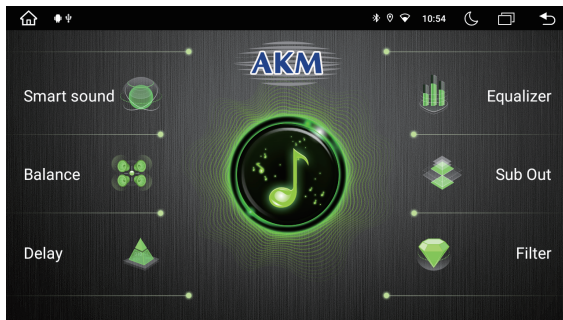 10:54
AKM
Smart sound
Equalizer
Balance
Sub Out
Delay
Filter